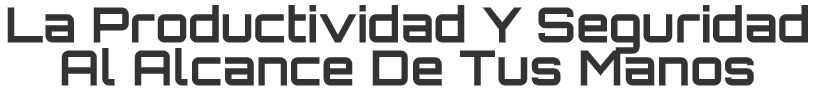 La Productividad Y Seguridad
Al Alcance De Tus Manos